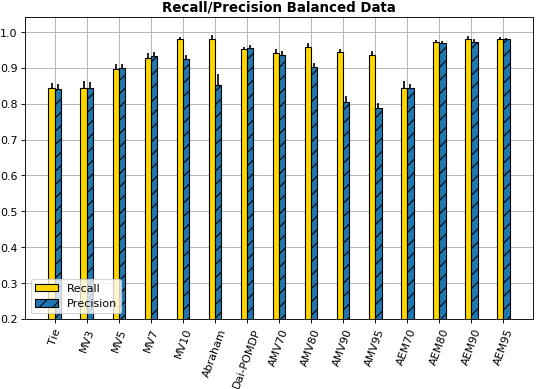 Recall/Precision Balanced Data
1.0
0.9
0.8
0.7
0.6
0.5
0.4
0.3
0.2
Recall
Precision
Tie
MV3
MV5
MV7
MV10
Abraham
Dai-POMDP
AMV70
AMV80
AMV90
AMV95
AEM70
AEM80
AEM90
AEM95